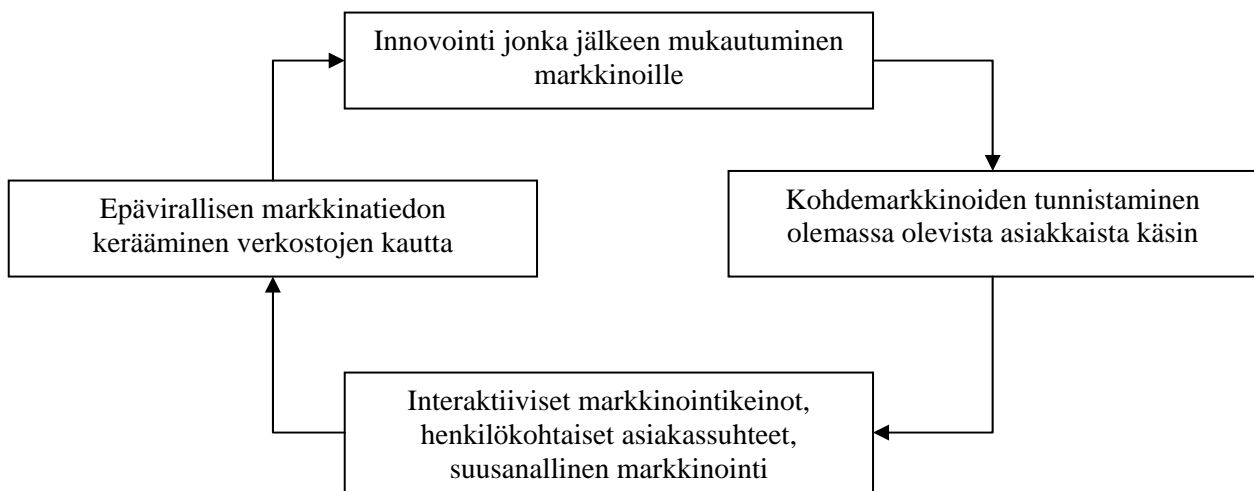 Innovointi jonka jälkeen mukautuminen
markkinoille
Epävirallisen markkinatiedon
kerääminen verkostojen kautta
Kohdemarkkinoiden tunnistaminen
olemassa olevista asiakkaista käsin
Interaktiiviset markkinointikeinot,
henkilökohtaiset asiakassuhteet,
suusanallinen markkinointi